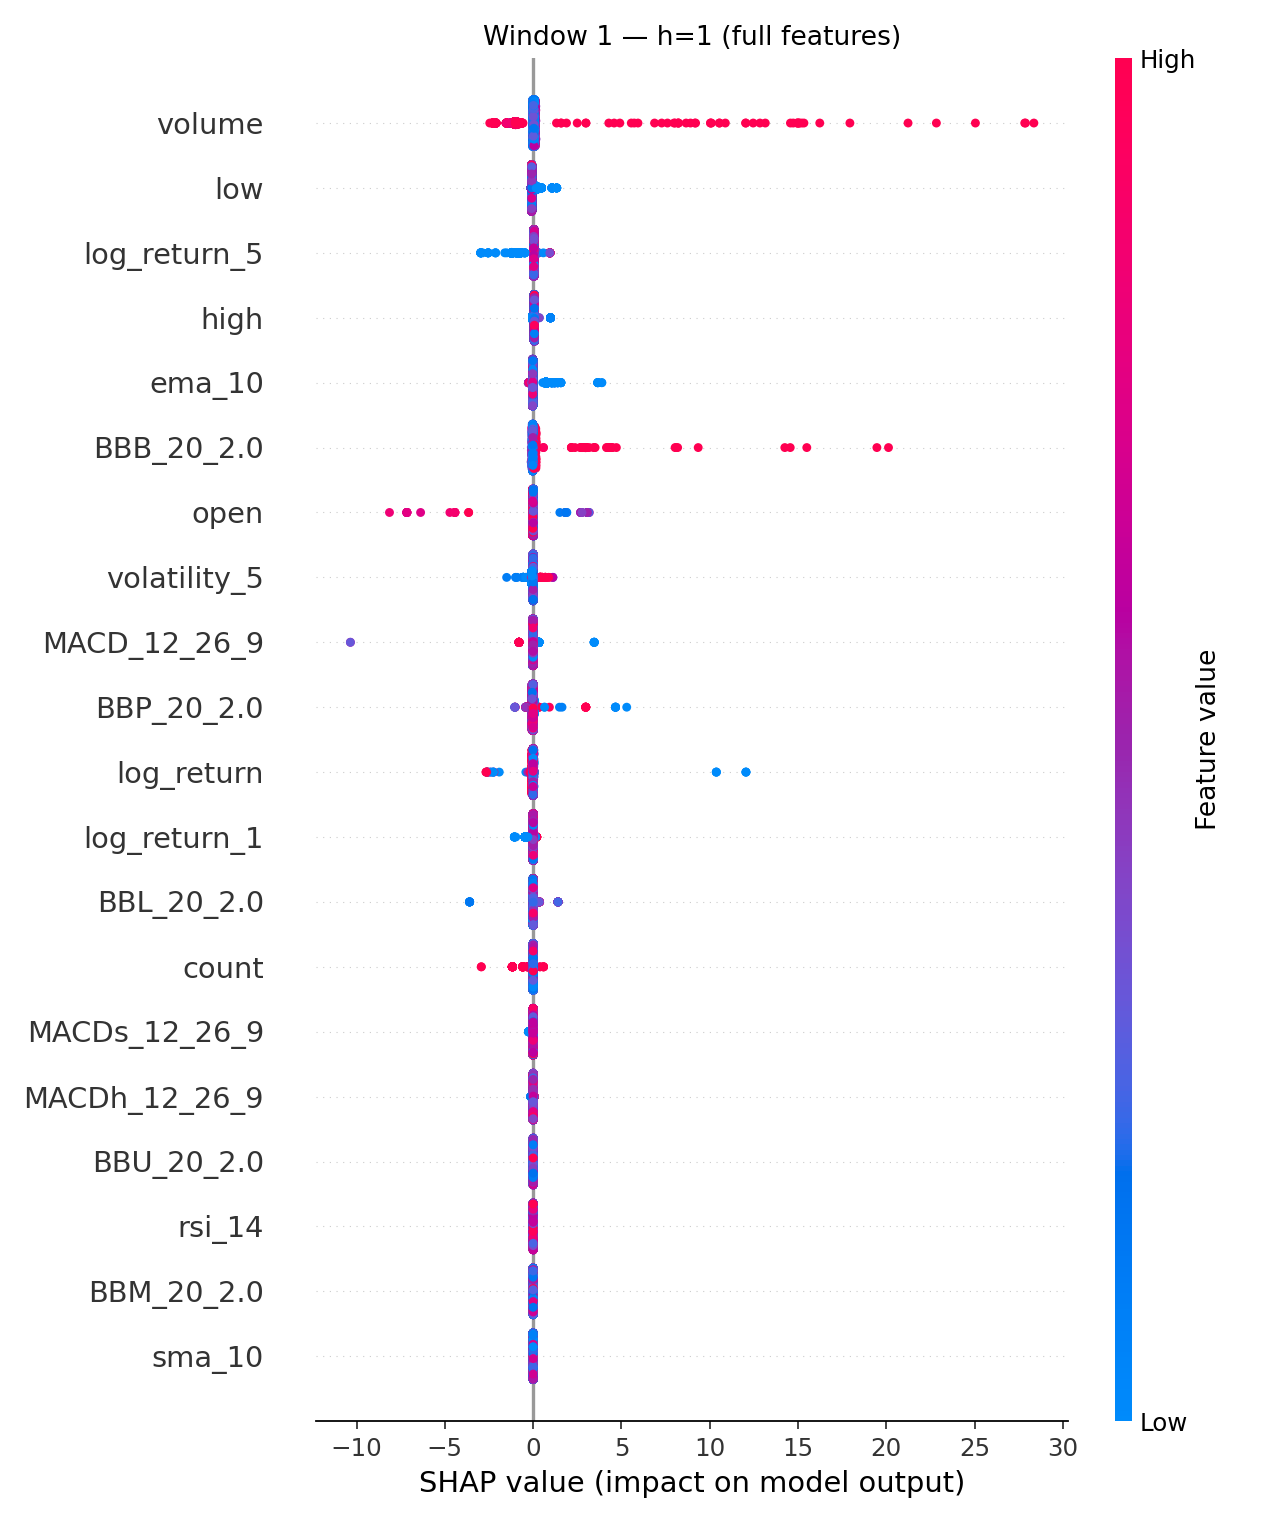 Window 1 — h=1 (full features)
High
volume
low
log_return_5
high
ema_10
BBB_20_2.0
open
volatility_5
MACD_12_26_9
BBP_20_2.0
log_return
log_return_1
BBL_20_2.0
count
MACDs_12_26_9
MACDh_12_26_9
BBU_20_2.0
rsi_14
BBM_20_2.0
sma_10
Feature value
Low
−10 −5 0 5 10 15 20 25 30
SHAP value (impact on model output)